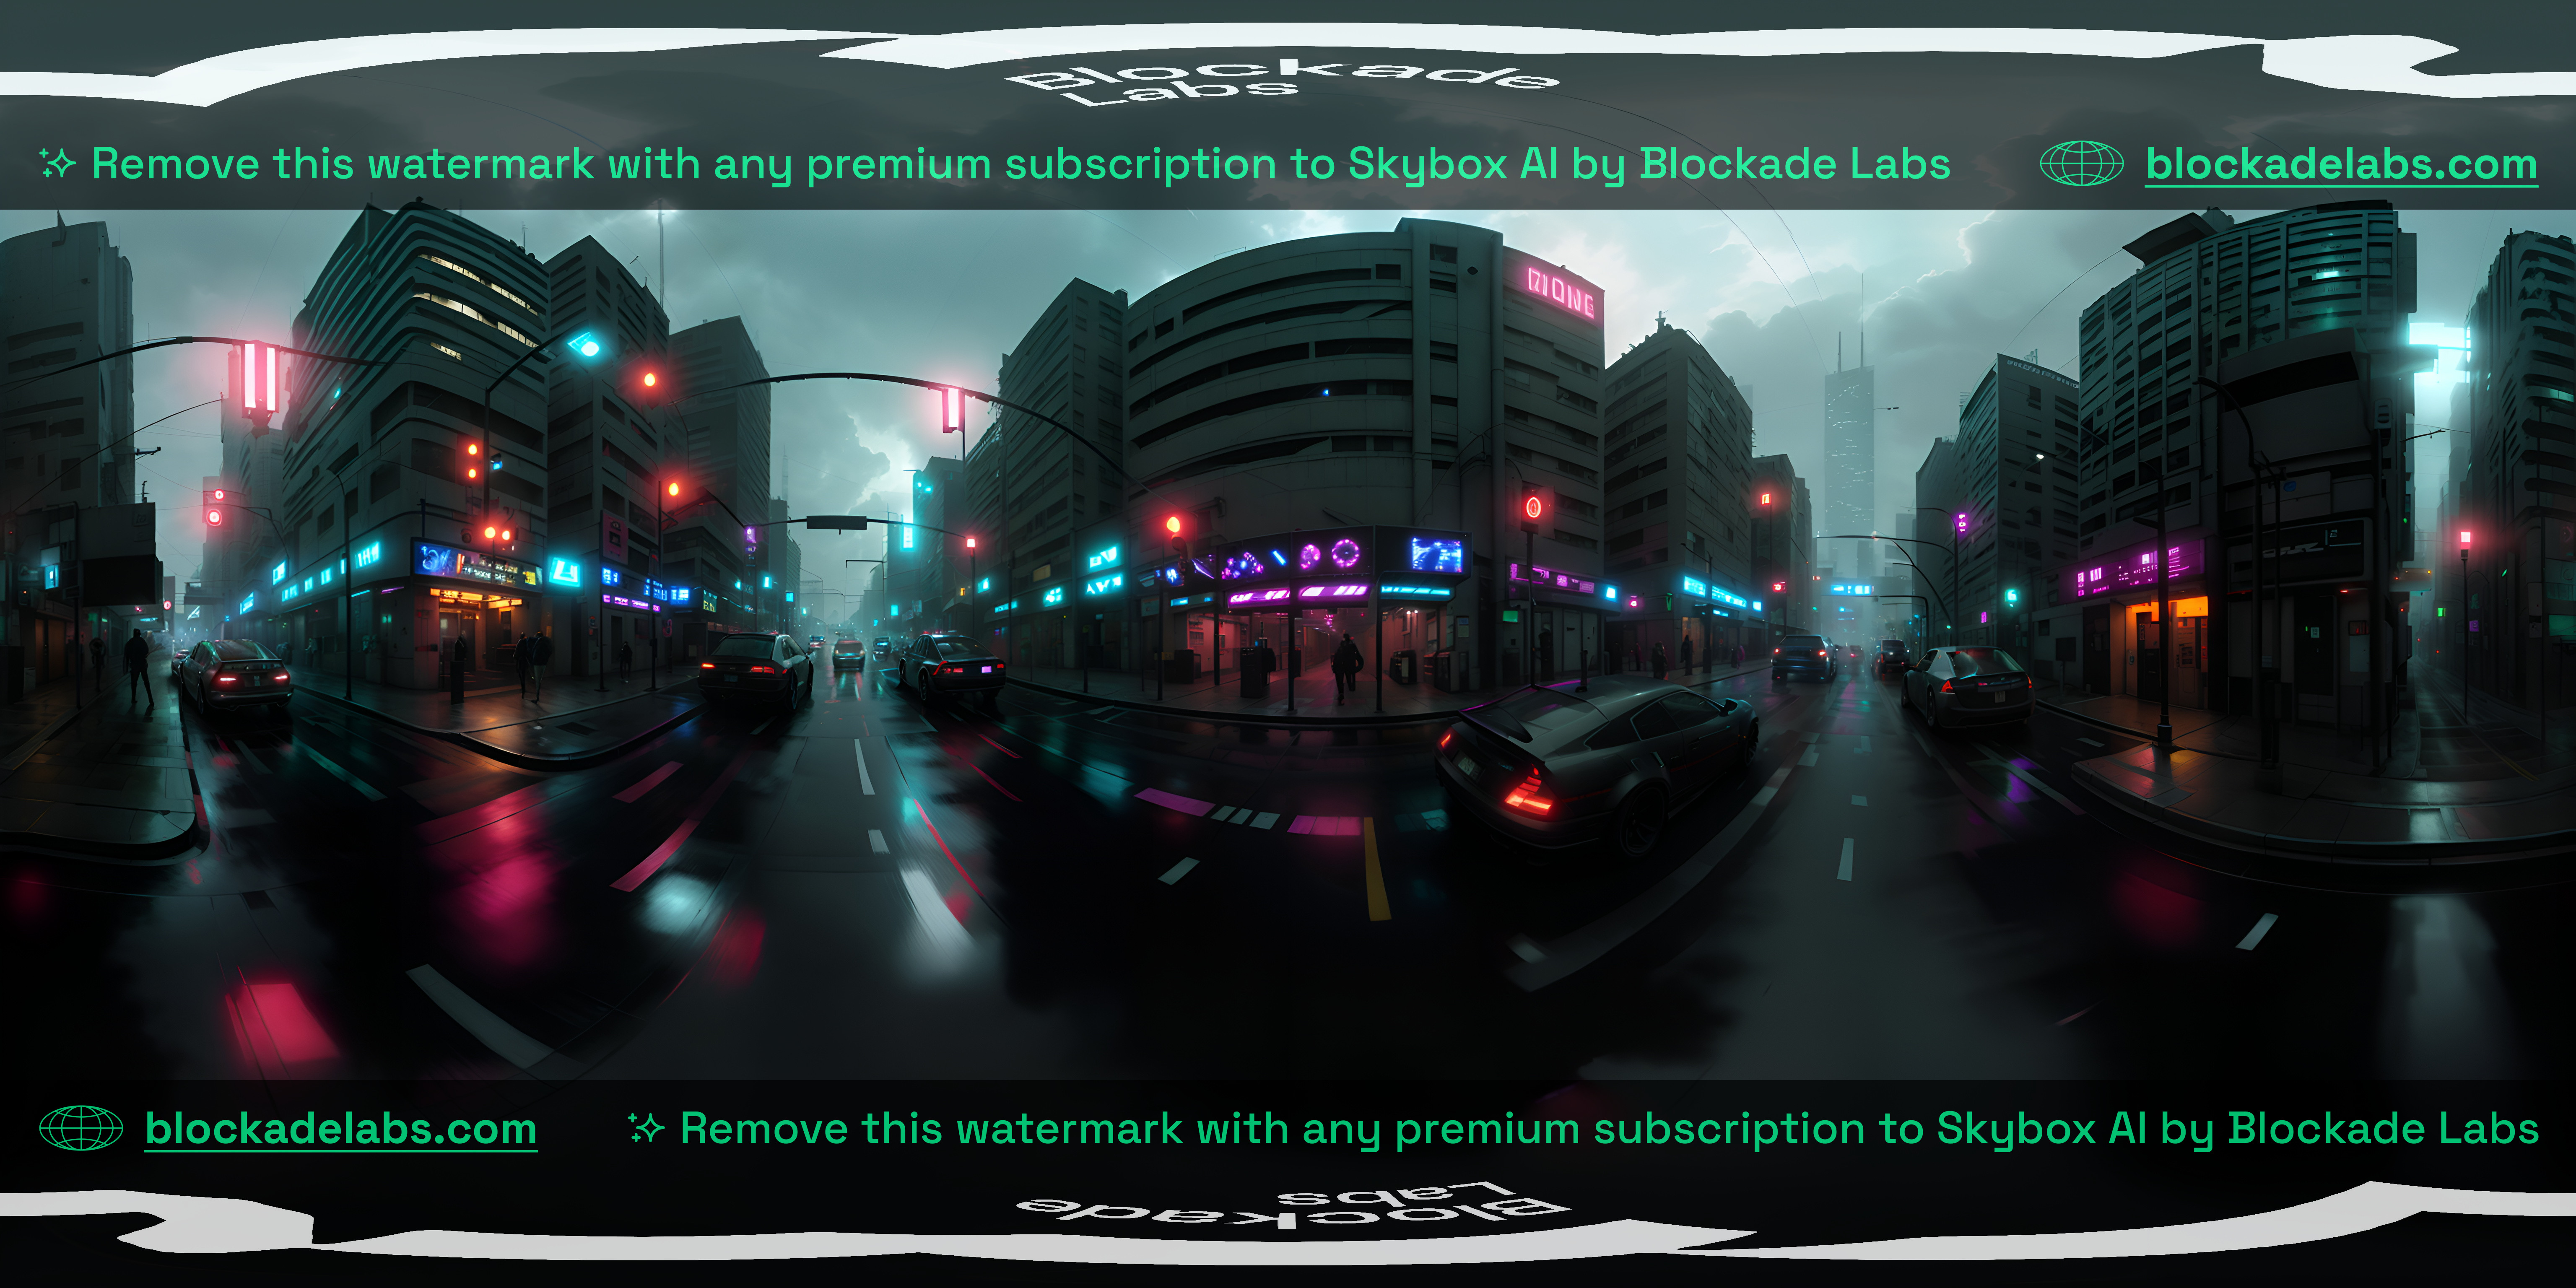 Blockade
Labs
Remove this watermark with any premium subscription to Skybox AI by Blockade Labs
blockadelabs.com
blockadelabs.com
Remove this watermark with any premium subscription to Skybox AI by Blockade Labs
Blockade
Labs